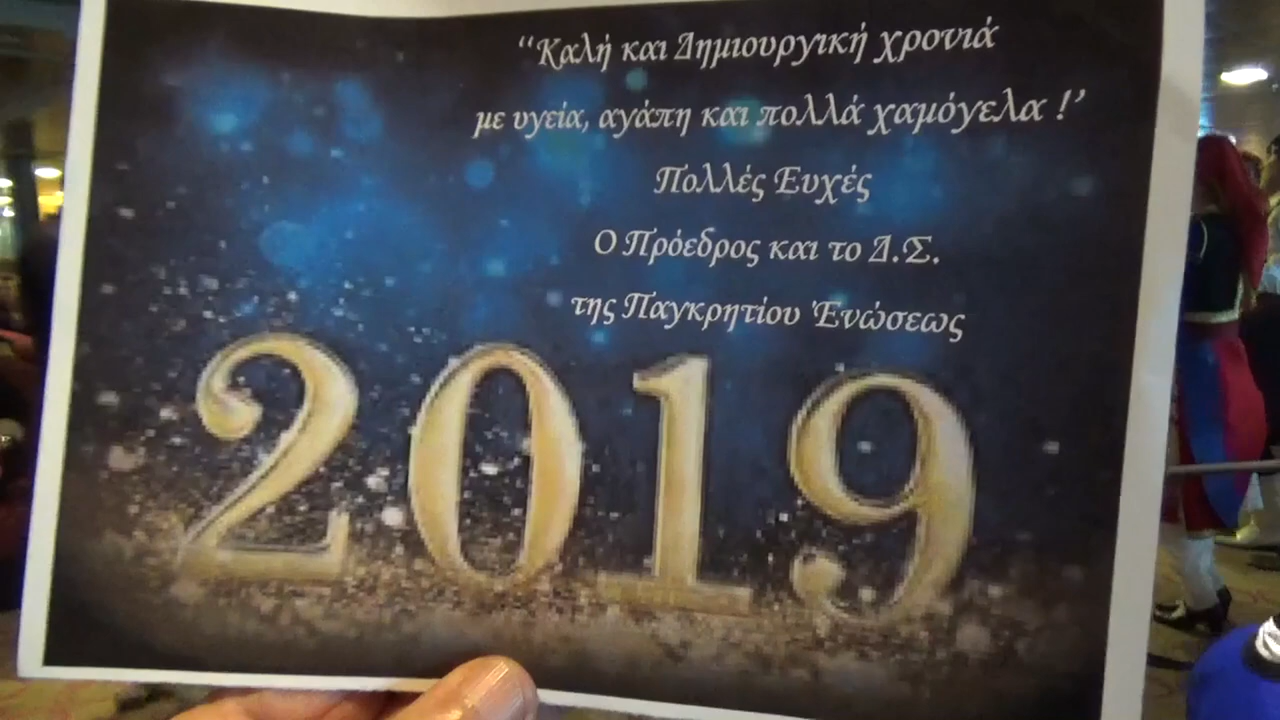 “Καλή και Δημιουργική χρονιά
με υγεία, αγάπη και πολλά χαμόγελα !’
Πολλές Ευχές
Ο Πρόεδρος και το Δ.Σ.
της Παγκρητίου Ένώσεως
2019